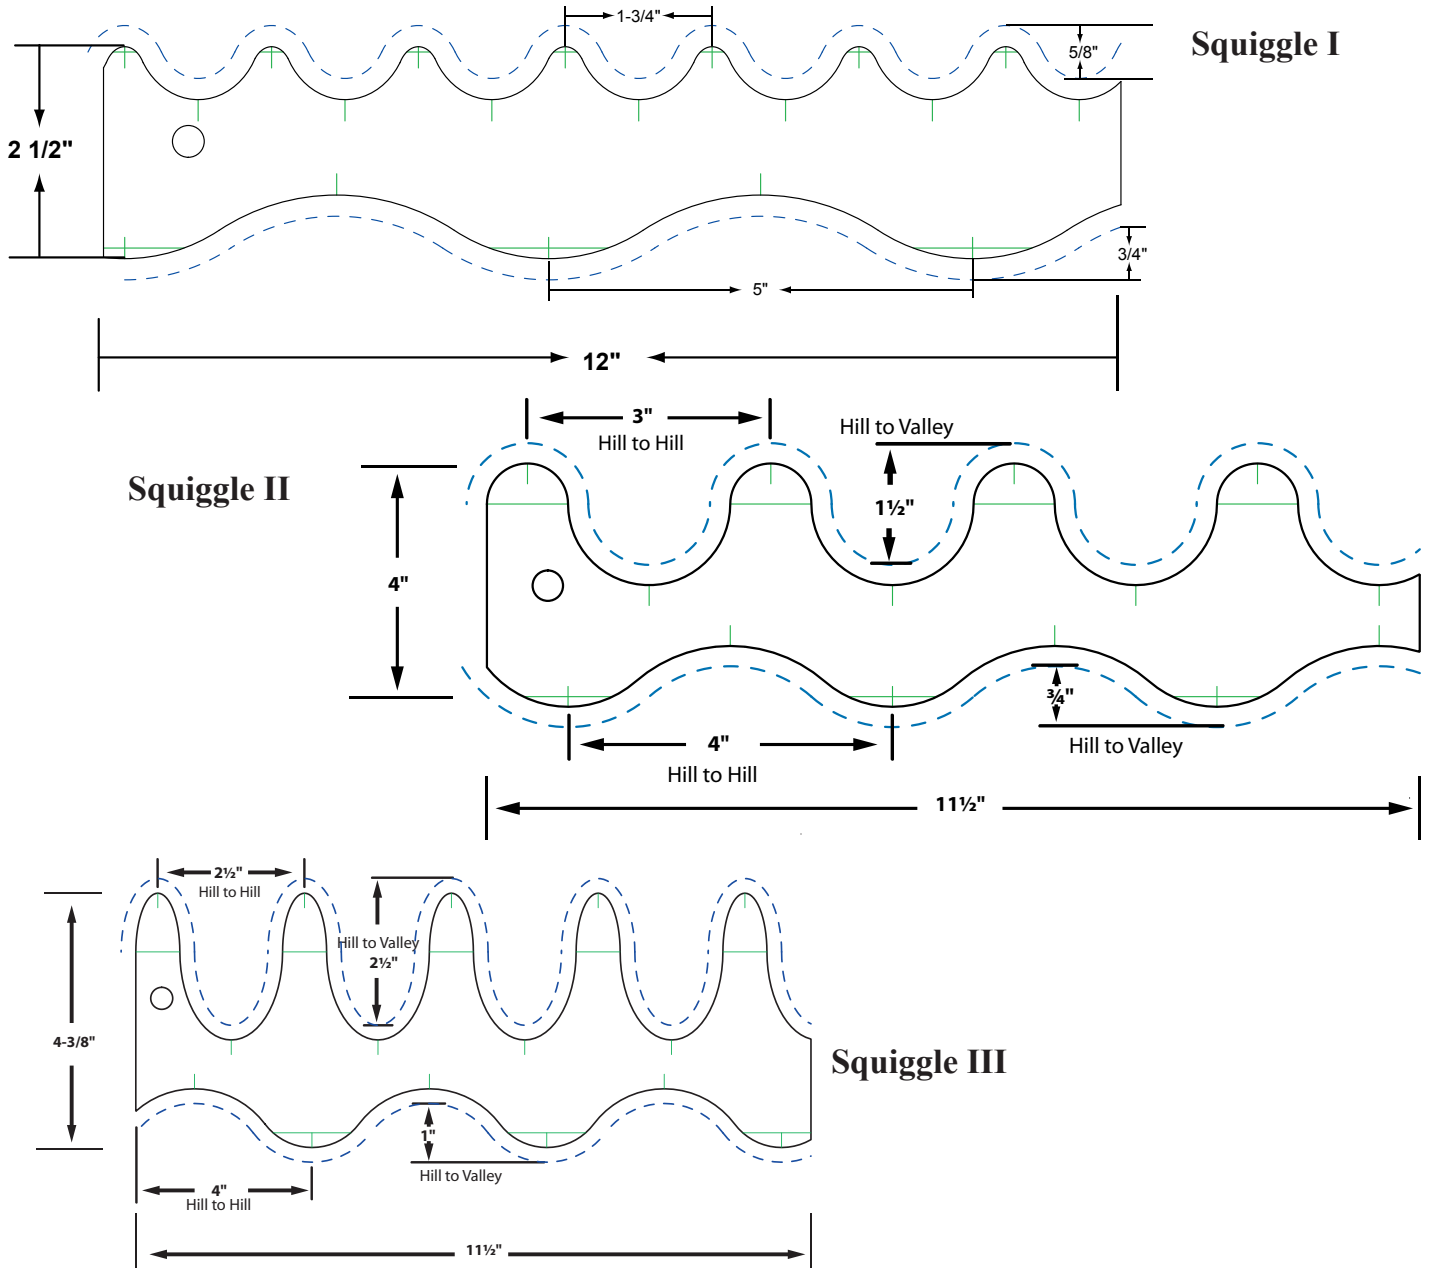 1-3/4"
5/8"
Squiggle I
2 1/2"
3/4"
5"
12"
3"
Hill to Hill
Hill to Valley
Squiggle II
1½"
4"
¾"
4"
Hill to Hill
Hill to Valley
11½"
2½"
Hill to Hill
Hill to Valley
2½"
4-3/8"
Squiggle III
1"
Hill to Valley
4"
Hill to Hill
11½"